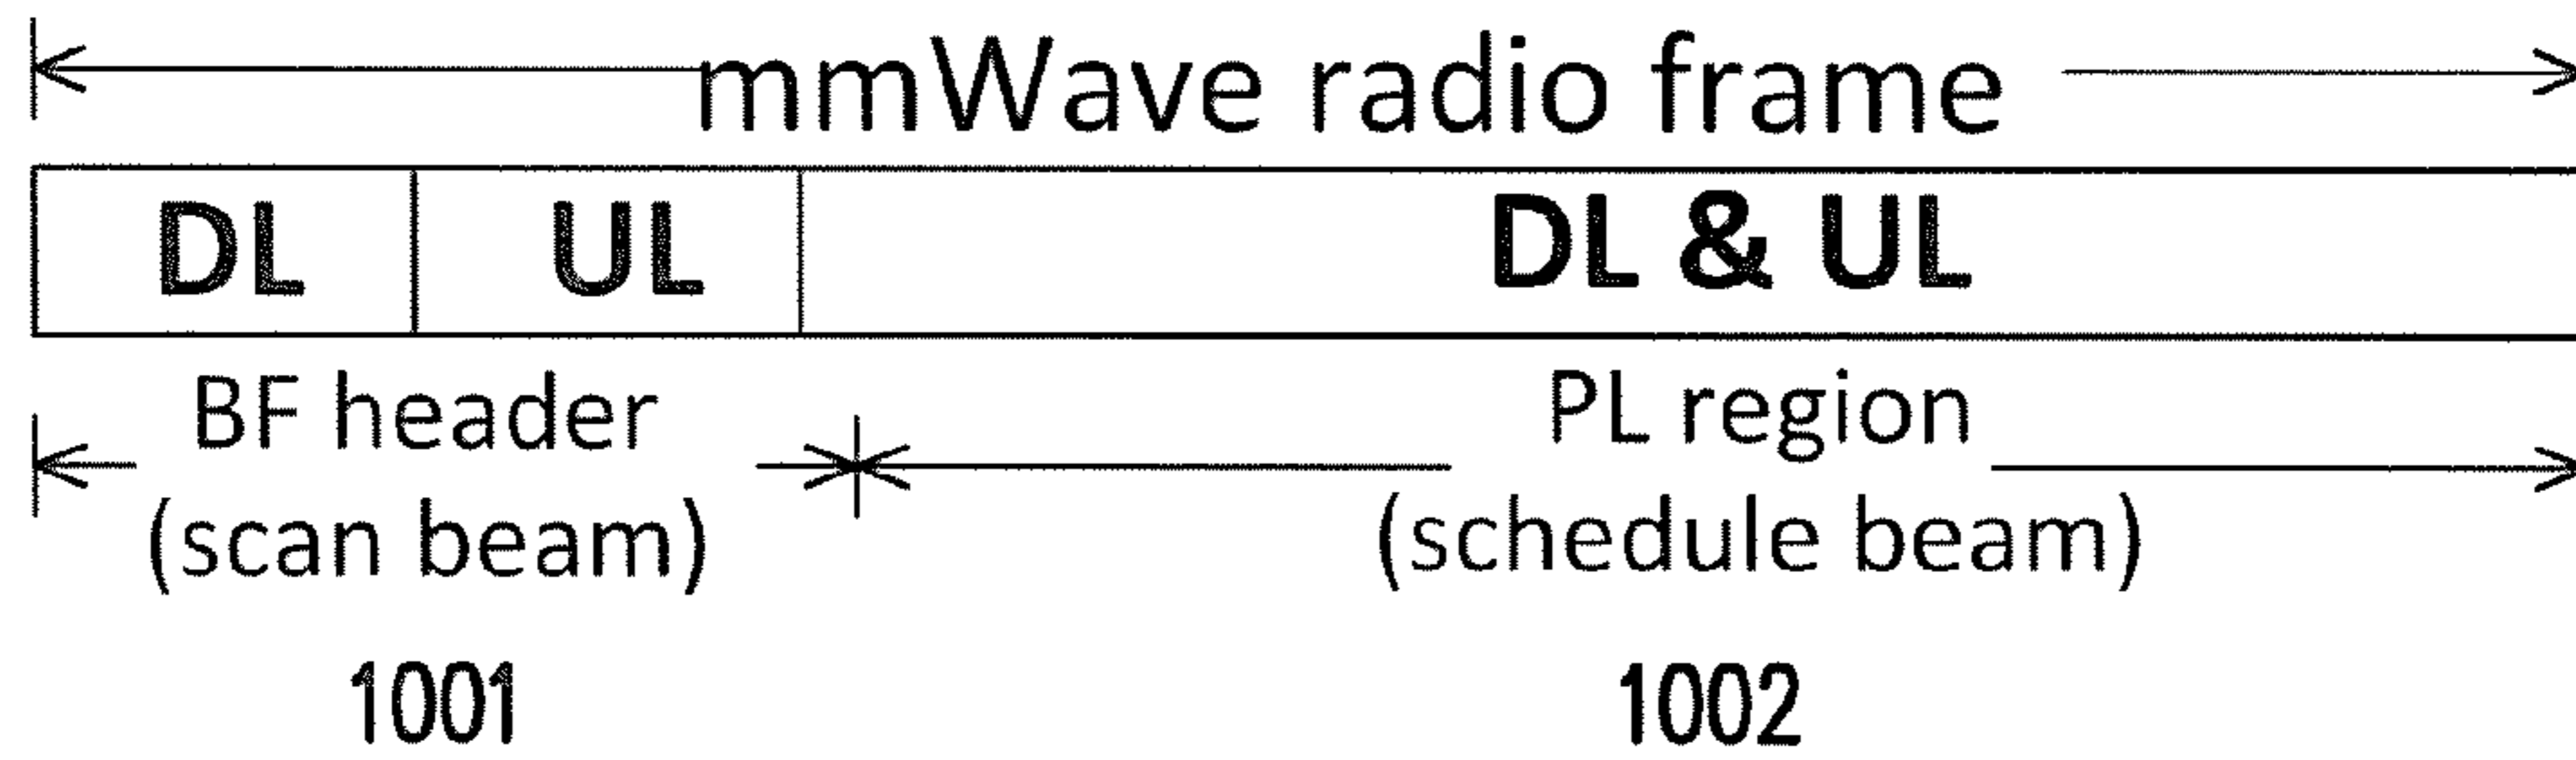 mmWave radio frame
DL UL DL & UL
BF header PL region
(scan beam) (schedule beam)
1001 1002